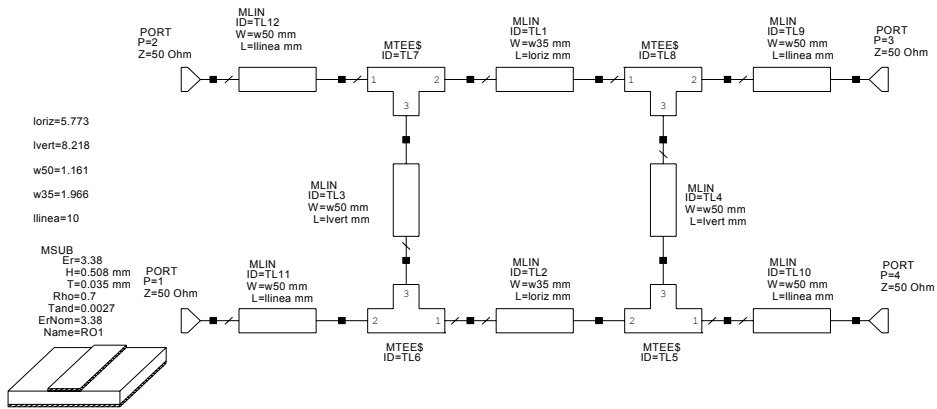 MLIN
ID=TL12
W=w50 mm
L=llinea mm
PORT
P=2
Z=50 Ohm
MTEE$
ID=TL7
MLIN
ID=TL1
W=w35 mm
L=loriz mm
MTEE$
ID=TL8
MLIN
ID=TL9
W=w50 mm
L=llinea mm
PORT
P=3
Z=50 Ohm
1
2
3
1
2
3
loriz=5.773
lvert=8.218
w50=1.161
w35=1.966
llinea=10
MLIN
ID=TL3
W=w50 mm
L=lvert mm
MLIN
ID=TL4
W=w50 mm
L=lvert mm
MSUB
Er=3.38
H=0.508 mm
T=0.035 mm
Rho=0.7
Tand=0.0027
ErNom=3.38
Name=RO1
PORT
P=1
Z=50 Ohm
MLIN
ID=TL11
W=w50 mm
L=llinea mm
MLIN
ID=TL2
W=w35 mm
L=loriz mm
MLIN
ID=TL10
W=w50 mm
L=llinea mm
PORT
P=4
Z=50 Ohm
3
2
1
3
2
1
MTEE$
ID=TL6
MTEE$
ID=TL5